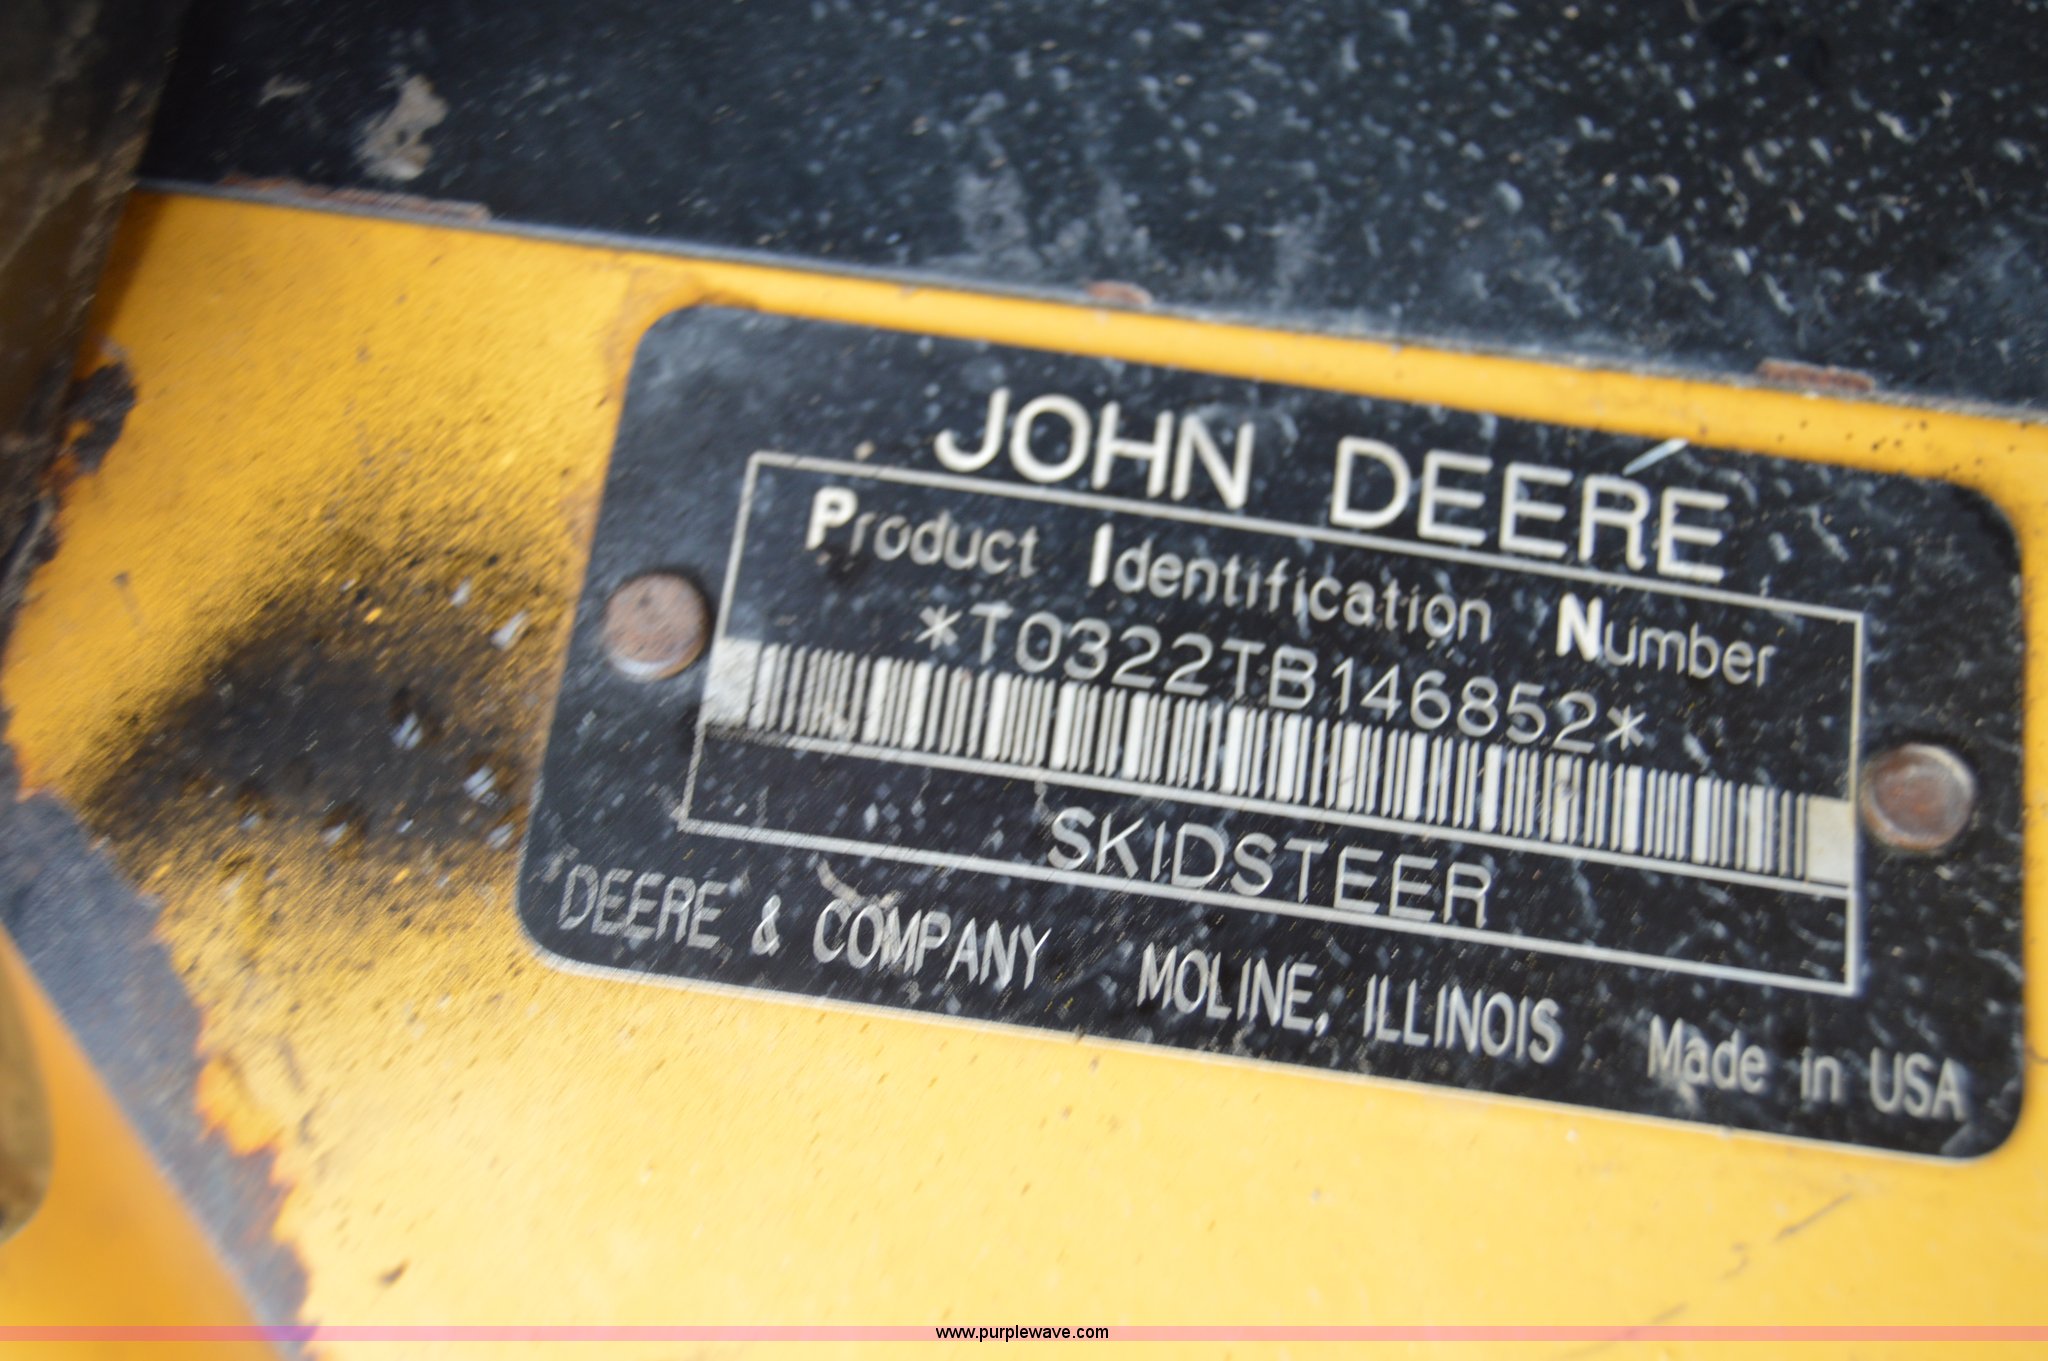 JOHN DEERE
Product Identification Number
*T0322TB146852*
SKIDSTEER
DEERE & COMPANY MOLINE, ILLINOIS Made in USA
www.purplewave.com